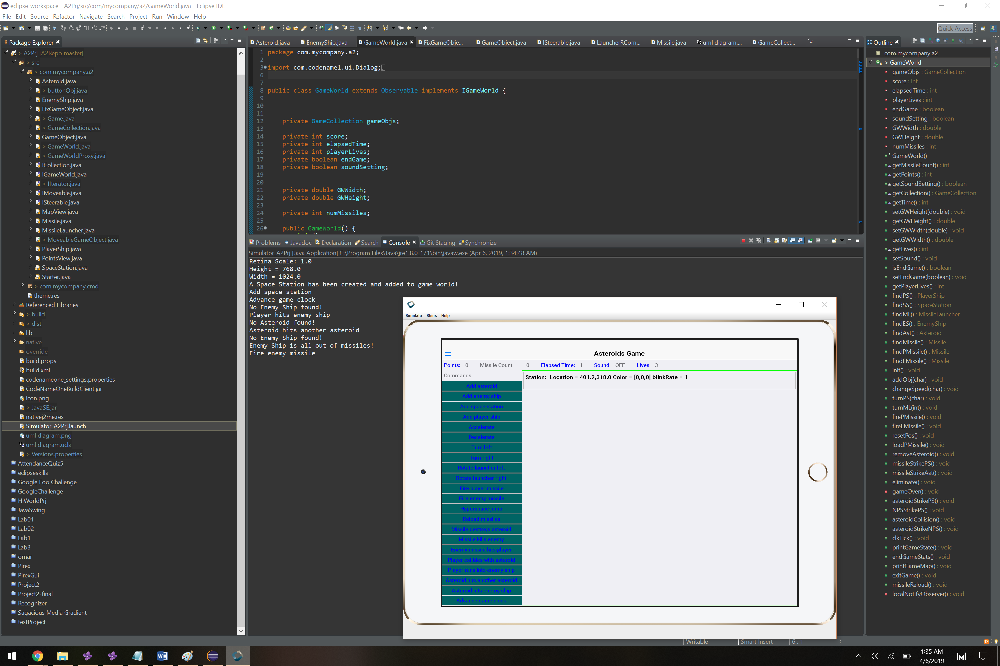 eclipse-workspace - A2Prj/src/com/mycompany/a2/GameWorld.java - Eclipse IDE
File Edit Source Refactor Navigate Search Project Run Window Help
Quick Access
Package Explorer
> A2Prj [A2Repo master]
> src
> com.mycompany.a2
Asteroid.java
> buttonObj.java
EnemyShip.java
FixGameObject.java
> Game.java
> GameCollection.java
GameObject.java
> GameWorld.java
> GameWorldProxy.java
ICollection.java
IGameWorld.java
> IIterator.java
IMoveable.java
ISteerable.java
MapView.java
Missile.java
MissileLauncher.java
> MoveableGameObject.java
PlayerShip.java
PointsView.java
SpaceStation.java
Starter.java
> com.mycompany.cmd
theme.res
Referenced Libraries
> build
> dist
lib
native
override
build.props
build.xml
codenameone_settings.properties
CodeNameOneBuildClient.jar
icon.png
> JavaSE.jar
nativej2me.res
Simulator_A2Prj.launch
uml diagram.png
uml diagram.ucls
> Versions.properties
AttendanceQuiz5
eclipseskills
Google Foo Challenge
GoogleChallenge
HiWorldPrj
JavaSwing
Lab01
Lab02
Lab1
Lab3
omar
Pirex
PirexGui
Project2
Project2-final
Recognizer
Sagacious Media Gradient
testProject
Asteroid.java EnemyShip.java GameWorld.java FixGameObje... GameObject.java ISteerable.java LauncherRCom... Missile.java uml diagram.... GameCollect... »45
1 package com.mycompany.a2;
2
3 import com.codename1.ui.Dialog;
6
7
8 public class GameWorld extends Observable implements IGameWorld {
9
10
11
12 private GameCollection gameObjs;
13
14 private int score;
15 private int elapsedTime;
16 private int playerLives;
17 private boolean endGame;
18 private boolean soundSetting;
19
20
21 private double GWWidth;
22 private double GWHeight;
23
24 private int numMissiles;
25
26 public GameWorld() {
Problems Javadoc Declaration Search Console Git Staging Synchronize
Simulator_A2Prj [Java Application] C:\Program Files\Java\jre1.8.0_171\bin\javaw.exe (Apr 6, 2019, 1:34:48 AM)
Retina Scale: 1.0
Height = 768.0
Width = 1024.0
A Space Station has been created and added to game world!
Add space station
Advance game clock
No Enemy Ship found!
Player hits enemy ship
No Asteroid found!
Asteroid hits another asteroid
No Enemy Ship found!
Enemy Ship is all out of missiles!
Fire enemy missile
Simulate Skins Help
Asteroids Game
Points: 0 Missile Count: 0 Elapsed Time: 1 Sound: OFF Lives: 3
Commands
Station: Location = 401.2,318.0 Color = [0,0,0] blinkRate = 1
Add asteroid
Add enemy ship
Add space station
Add player ship
Accelerate
Decelerate
Turn left
Turn right
Rotate launcher left
Rotate launcher right
Fire player missile
Fire enemy missile
Hyperspace jump
Reload missiles
Missile destroys asteroid
Missile kills enemy
Enemy missile hits player
Player collides with asteroid
Player runs into enemy ship
Asteroid hits another asteroid
Asteroid hits enemy ship
Advance game clock
Outline
com.mycompany.a2
> GameWorld
gameObjs : GameCollection
score : int
elapsedTime : int
playerLives : int
endGame : boolean
soundSetting : boolean
GWWidth : double
GWHeight : double
numMissiles : int
GameWorld()
getMissileCount() : int
getPoints() : int
getSoundSetting() : boolean
getCollection() : GameCollection
getTime() : int
setGWHeight(double) : void
getGWHeight() : double
setGWWidth(double) : void
getGWWidth() : double
getLives() : int
setSound() : void
isEndGame() : boolean
setEndGame(boolean) : void
getPlayerLives() : int
findPS() : PlayerShip
findSS() : SpaceStation
findML() : MissileLauncher
findES() : EnemyShip
findAst() : Asteroid
findMissile() : Missile
findPMissile() : Missile
findEMissile() : Missile
init() : void
addObj(char) : void
changeSpeed(char) : void
turnPS(char) : void
turnML(int) : void
firePMissile() : void
fireEMissile() : void
resetPos() : void
loadPMissile() : void
removeAsteroid() : void
missileStrikePS() : void
missileStrikeAst() : void
eliminate() : void
gameOver() : void
asteroidStrikePS() : void
NPSStrikePS() : void
asteroidCollision() : void
asteroidStrikeNPS() : void
clkTick() : void
printGameState() : void
endGameStats() : void
printGameMap() : void
exitGame() : void
missileReload() : void
localNotifyObserver() : void
Writable Smart Insert 6 : 1
1:35 AM
4/6/2019